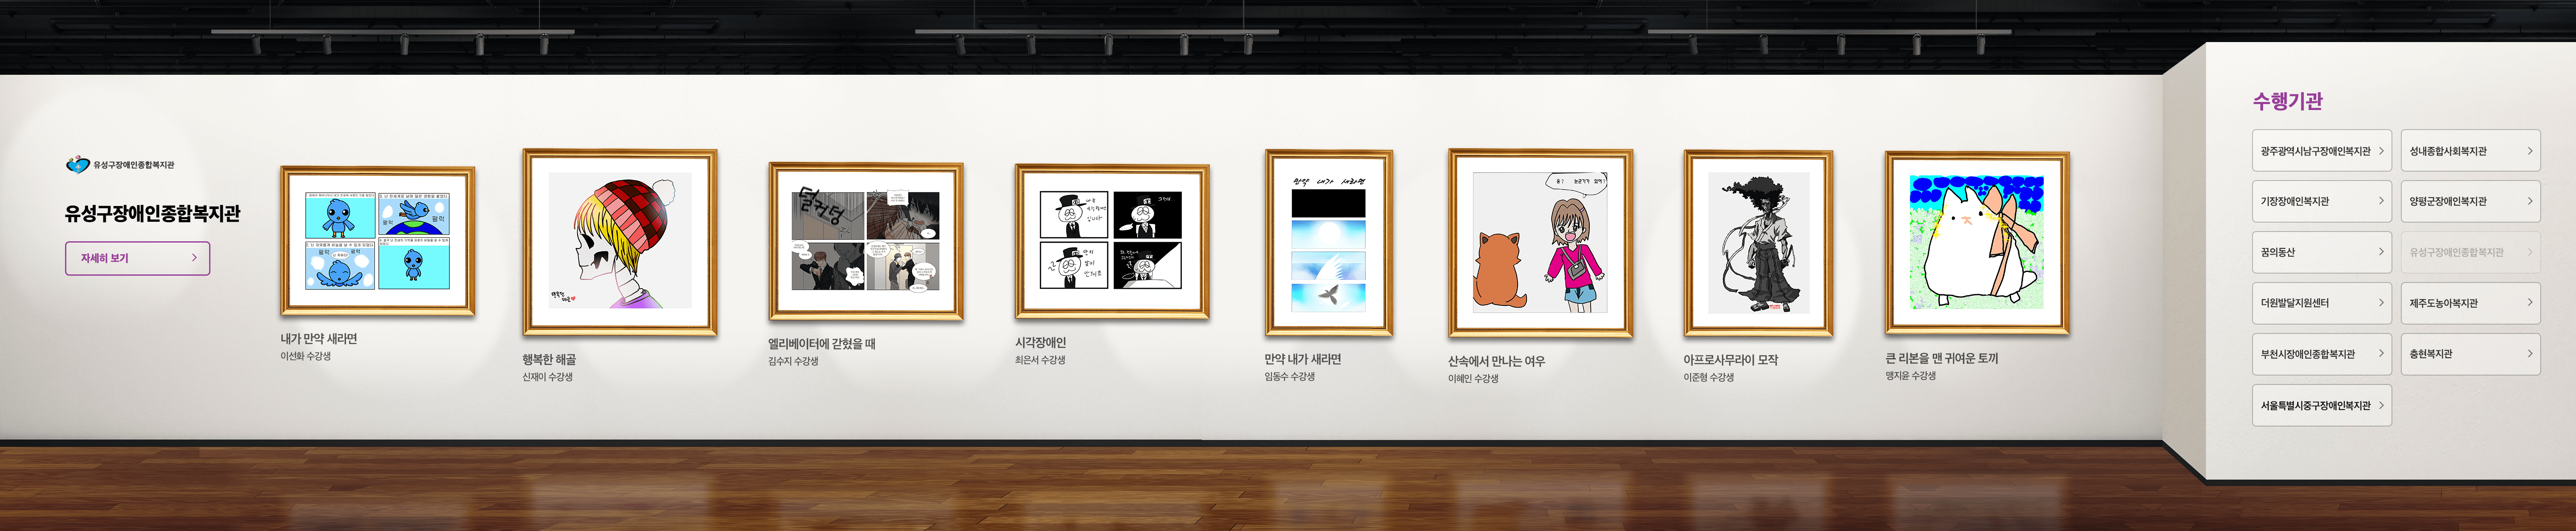 유성구장애인종합복지관
유성구장애인종합복지관
자세히 보기
내가 만약 새라면
이선화 수강생
행복한 해골
신재이 수강생
덜커덩
엘리베이터에 갇혔을 때
김수지 수강생
시각장애인
최은서 수강생
만약 내가 새라면
만약 내가 새라면
임동수 수강생
산속에서 만나는 여우
이혜인 수강생
아프로사무라이 모작
이준형 수강생
큰 리본을 맨 귀여운 토끼
맹지윤 수강생
수행기관
광주광역시남구장애인복지관
성내종합사회복지관
기장장애인복지관
양평군장애인복지관
꿈의동산
유성구장애인종합복지관
더원발달지원센터
제주도농아복지관
부천시장애인종합복지관
충현복지관
서울특별시중구장애인복지관